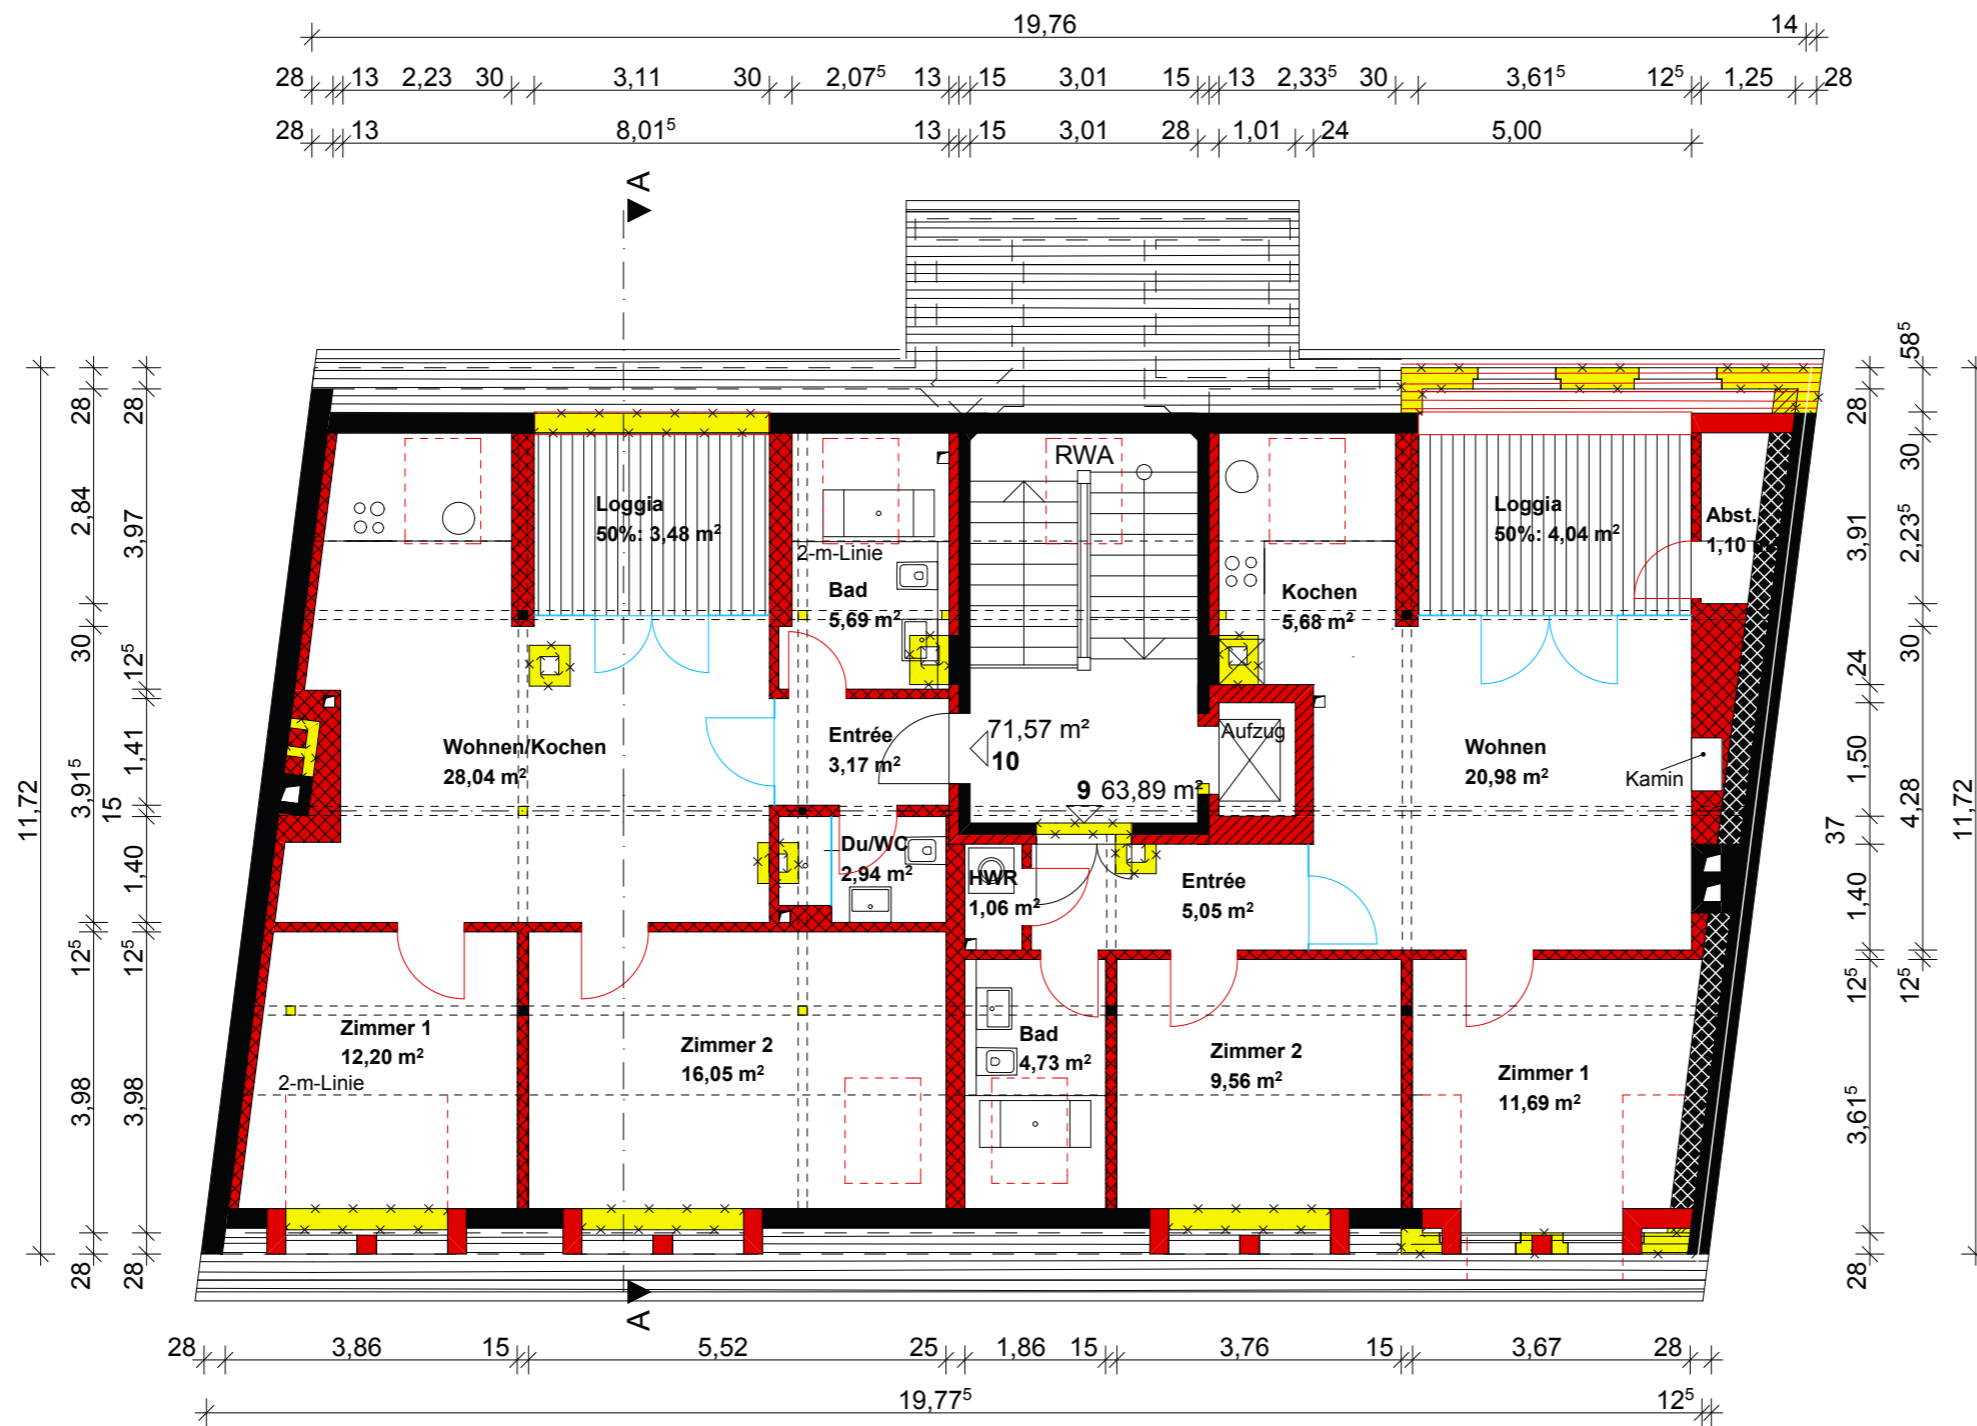 19,76 14
28 13 2,23 30 3,11 30 2,07⁵ 13 15 3,01 15 13 2,33⁵ 30 3,61⁵ 12⁵ 1,25 28
28 13 8,01⁵ 13 15 3,01 28 1,01 24 5,00
A
RWA
Loggia
50%: 3,48 m²
2-m-Linie
Bad
5,69 m²
Kochen
5,68 m²
Loggia
50%: 4,04 m²
Abst.
1,10
Wohnen/Kochen
28,04 m²
Entrée
3,17 m²
71,57 m²
10
9 63,89 m²
Aufzug
Wohnen
20,98 m²
Kamin
Du/WC
2,94 m²
HWR
1,06 m²
Entrée
5,05 m²
Zimmer 1
12,20 m²
2-m-Linie
Zimmer 2
16,05 m²
Bad
4,73 m²
Zimmer 2
9,56 m²
Zimmer 1
11,69 m²
A
11,72
28 2,84 30 3,91⁵ 12⁵ 3,98 28
15
28 3,97 12⁵ 1,41 1,40 12⁵ 3,98 28
28 3,91 24 1,50 1,40 12⁵ 3,61⁵ 28
37
58⁵ 30 2,23⁵ 30 4,28 12⁵
11,72
28 3,86 15 5,52 25 1,86 15 3,76 15 3,67 28
19,77⁵ 12⁵